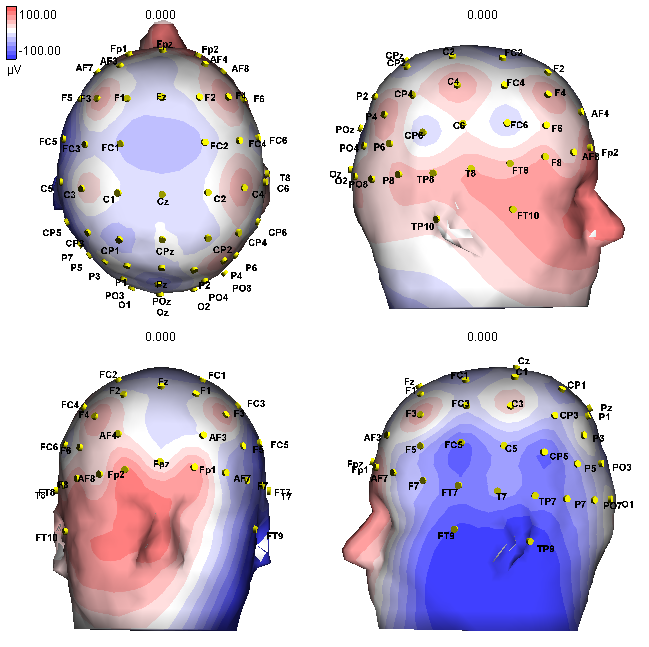 100.00
-100.00
µV
0.000
Fp1 Fpz Fp2
AF7 AF3 AF4 AF8
F5 F3 F1 Fz F2 F4 F6
FC5 FC3 FC1 FC2 FC4 FC6
T8
C5 C3 C1 Cz C2 C4 C6
CP5 CP1 CPz CP2 CP4 CP6
P7 P5 P3 P1 Pz P2 P4 P6
PO3 POz PO4 PO8
O1 Oz O2
0.000
CPz C2 FC2
F2
P2 CP4 C4 FC4 F4
P4 AF4
POz CP6 C6 FC6 F6
PO4 P6 Fp2
F8 AF8
Oz O2 PO8 P8 TP8 T8 FT8
TP10 FT10
0.000
FC2 Fz FC1
F2 F1
FC4 F4 F3 FC3
AF4 AF3
FC6 F6 F5 FC5
Fpz
AF8 Fp2 Fp1 AF7
T8 FT8 F8 F7 FT7 T7
FT10 FT9
0.000
Cz
Fz FC1 C1
F1 CP1
F3 FC3 C3 CP3 Pz P1
AF3 P3
F5 FC5 C5 CP5
Fpz Fp1 AF7 P5 PO3
F7 FT7 T7 TP7 P7 PO7 O1
FT9 TP9